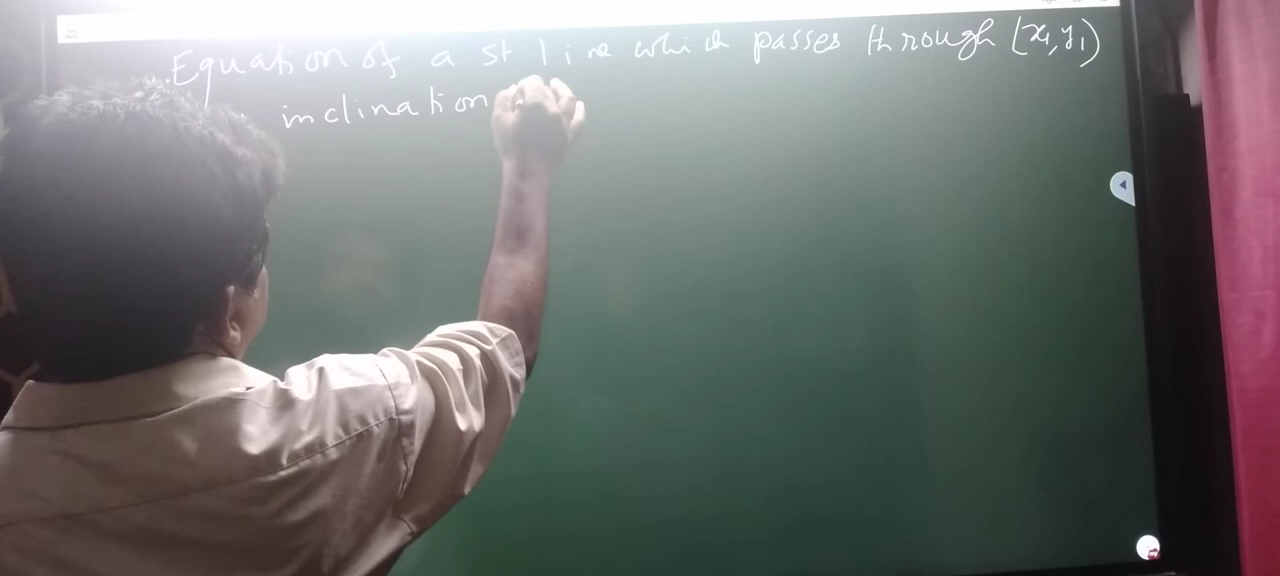 Equation of a st line which passes through (x₁, y₁)
inclination